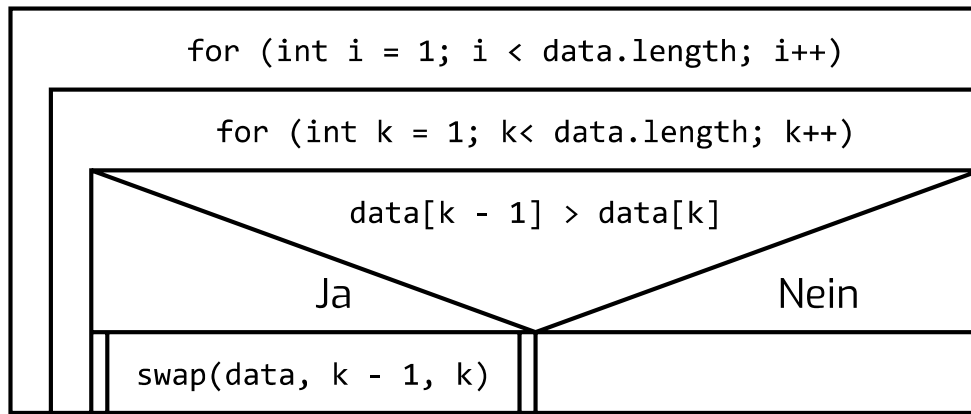 for (int i = 1; i < data.length; i++)
for (int k = 1; k< data.length; k++)
data[k - 1] > data[k]
Ja Nein
swap(data, k - 1, k)